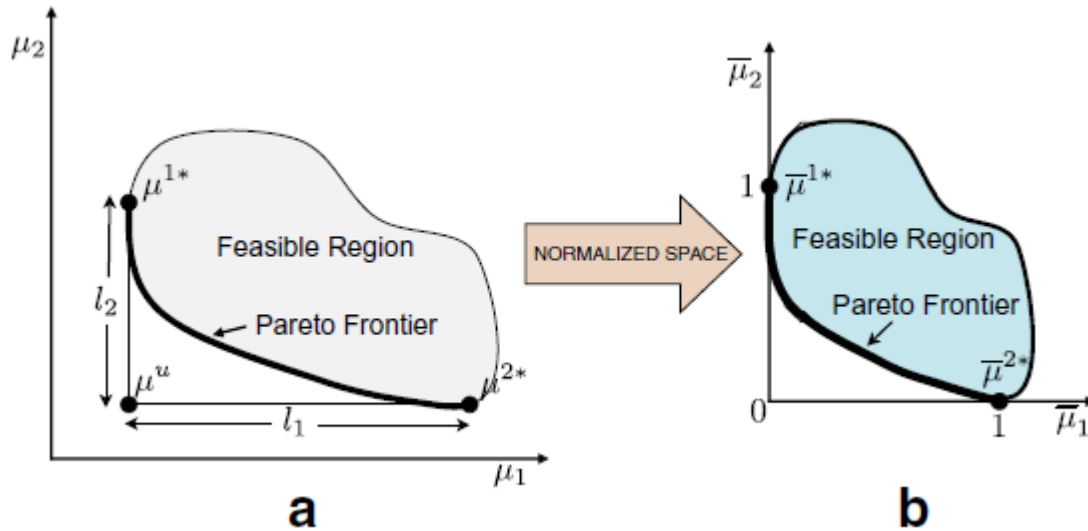 μ₂
μ¹*
l₂
Feasible Region
Pareto Frontier
μᵘ
μ²*
l₁
μ₁
a
NORMALIZED SPACE
μ̅₂
1
μ̅¹*
Feasible Region
Pareto Frontier
μ̅²*
0
1
μ̅₁
b